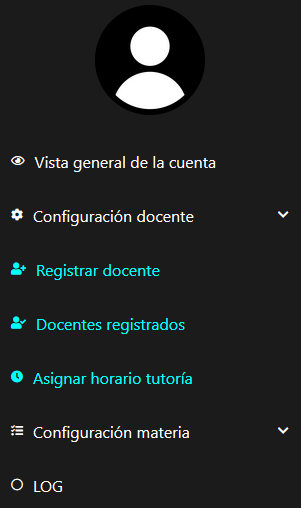 Vista general de la cuenta
Configuración docente
Registrar docente
Docentes registrados
Asignar horario tutoría
Configuración materia
LOG